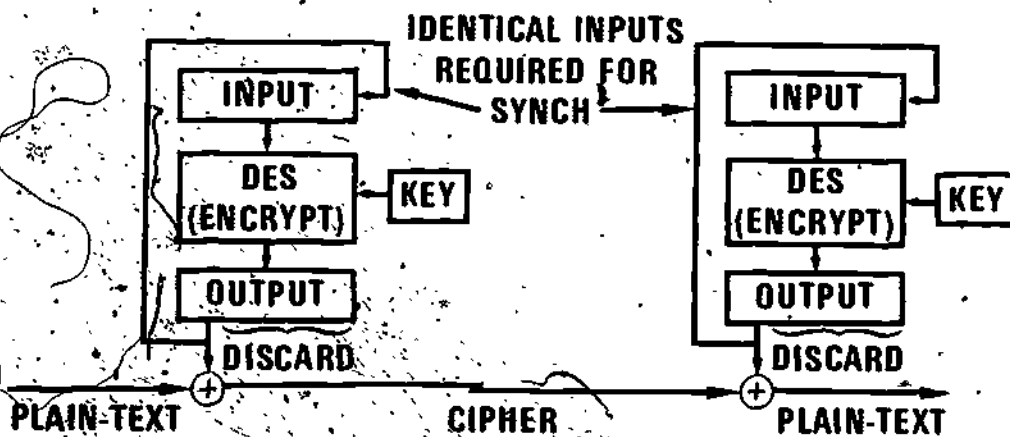 IDENTICAL INPUTS
REQUIRED FOR
SYNCH
INPUT
DES
(ENCRYPT)
KEY
OUTPUT
DISCARD
INPUT
DES
(ENCRYPT)
KEY
OUTPUT
DISCARD
+
+
PLAIN-TEXT
CIPHER
PLAIN-TEXT